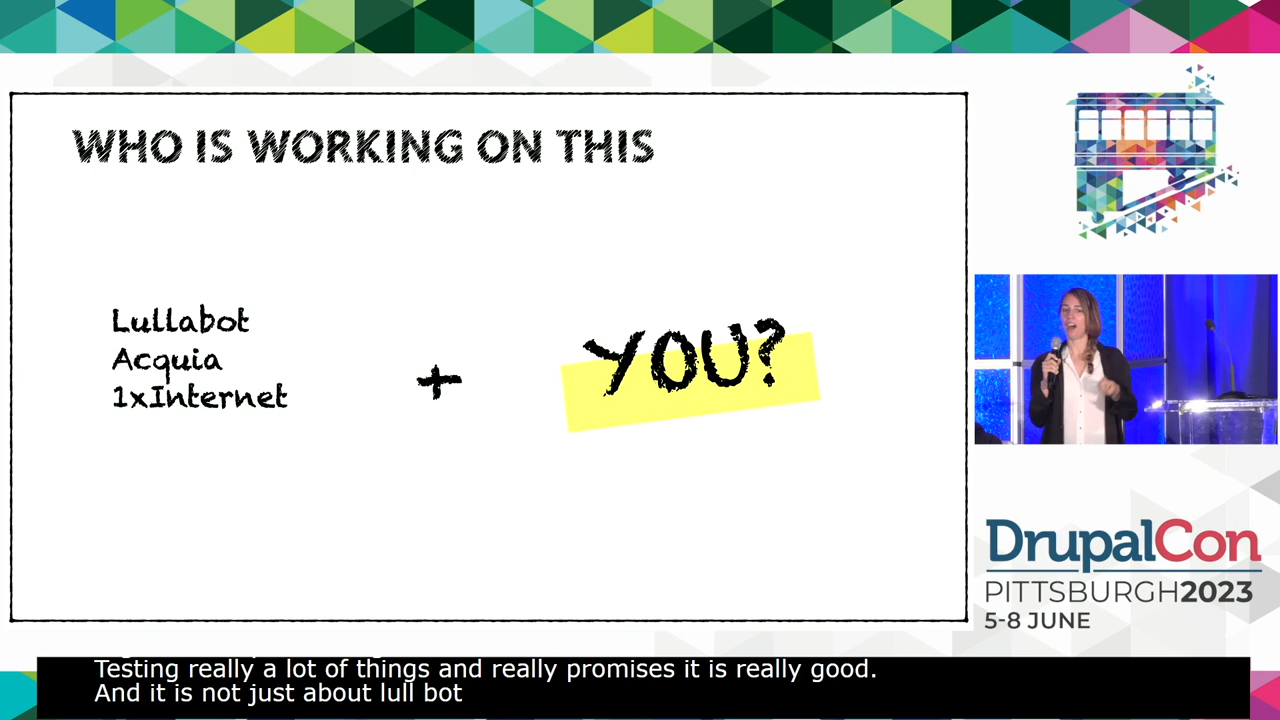 WHO IS WORKING ON THIS
Lullabot
Acquia
1xInternet
+
YOU?
DrupalCon
PITTSBURGH2023
5-8 JUNE
Testing really a lot of things and really promises it is really good.
And it is not just about lull bot